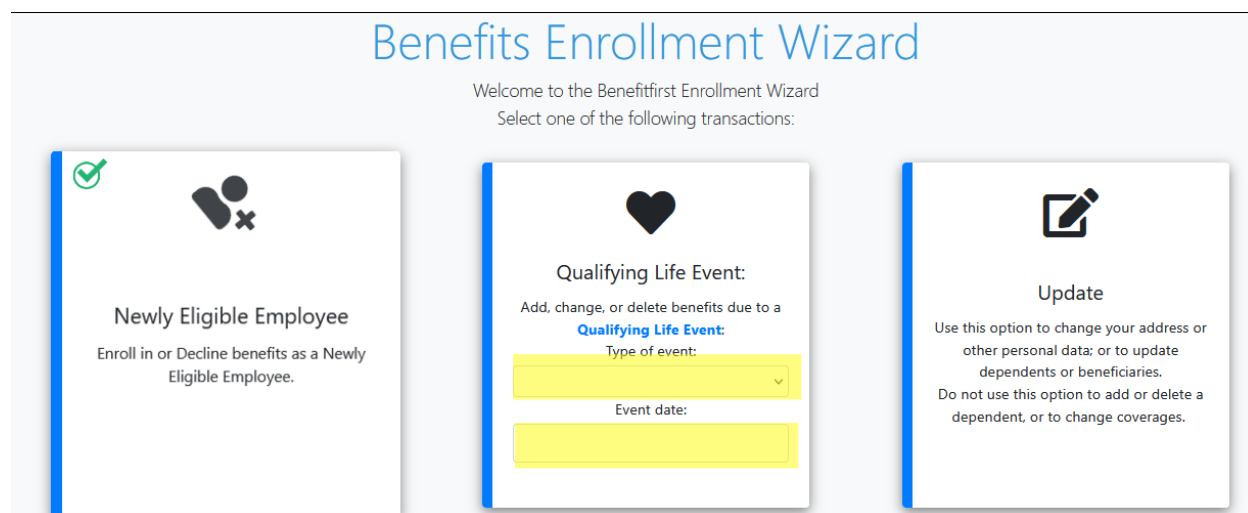 Benefits Enrollment Wizard
Welcome to the Benefitfirst Enrollment Wizard
Select one of the following transactions:
Newly Eligible Employee
Enroll in or Decline benefits as a Newly
Eligible Employee.
Qualifying Life Event:
Add, change, or delete benefits due to a
Qualifying Life Event:
Type of event:
Event date:
Update
Use this option to change your address or
other personal data; or to update
dependents or beneficiaries.
Do not use this option to add or delete a
dependent, or to change coverages.